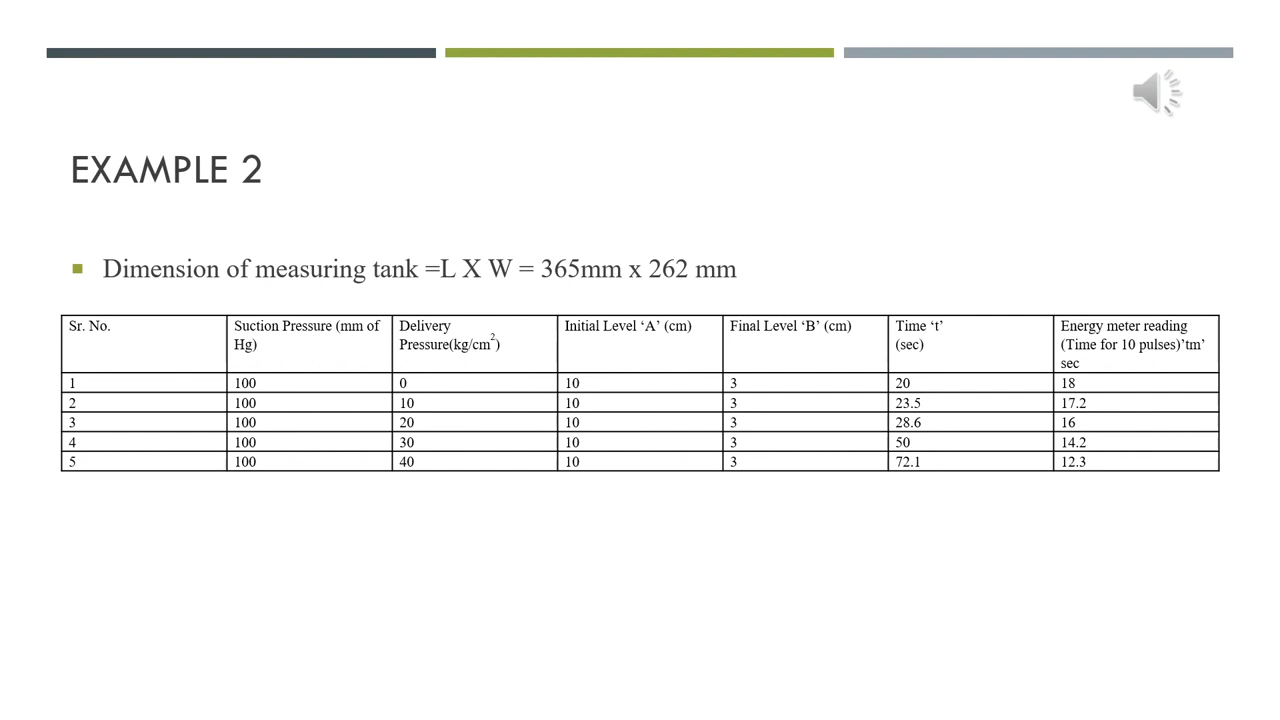 EXAMPLE 2
Dimension of measuring tank =L X W = 365mm x 262 mm
Sr. No. Suction Pressure (mm of Hg) Delivery Pressure(kg/cm2) Initial Level ‘A’ (cm) Final Level ‘B’ (cm) Time ‘t’ (sec) Energy meter reading (Time for 10 pulses)’tm’ sec
1 100 0 10 3 20 18
2 100 10 10 3 23.5 17.2
3 100 20 10 3 28.6 16
4 100 30 10 3 50 14.2
5 100 40 10 3 72.1 12.3